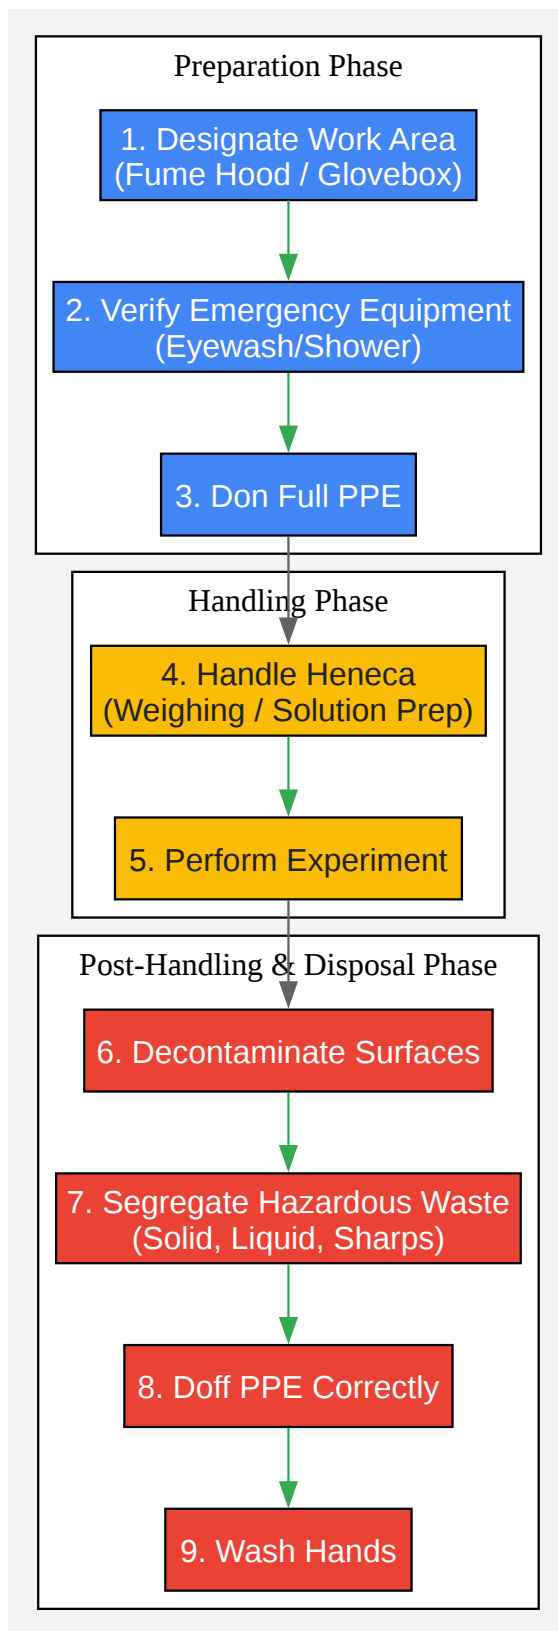 Preparation Phase
1. Designate Work Area
(Fume Hood / Glovebox)
2. Verify Emergency Equipment
(Eyewash/Shower)
3. Don Full PPE
Handling Phase
4. Handle Heneca
(Weighing / Solution Prep)
5. Perform Experiment
Post-Handling & Disposal Phase
6. Decontaminate Surfaces
7. Segregate Hazardous Waste
(Solid, Liquid, Sharps)
8. Doff PPE Correctly
9. Wash Hands